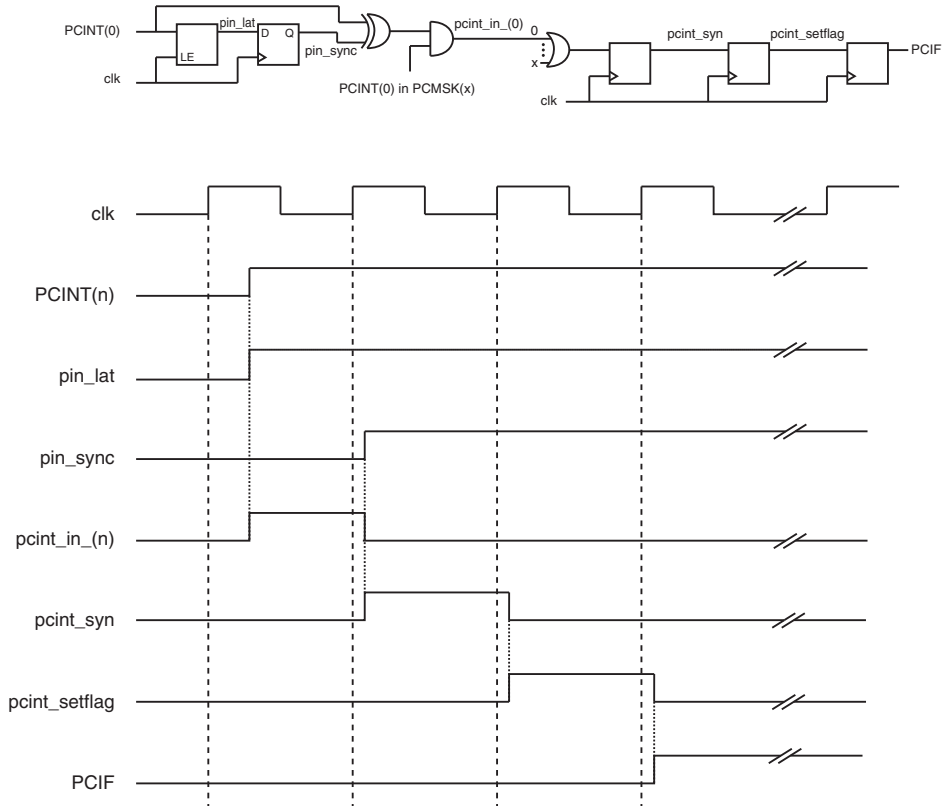 PCINT(0)
pin_lat
LE
D Q
pin_sync
clk
PCINT(0) in PCMSK(x)
pcint_in_(0)
0
x
clk
pcint_syn
pcint_setflag
PCIF
clk
PCINT(n)
pin_lat
pin_sync
pcint_in_(n)
pcint_syn
pcint_setflag
PCIF